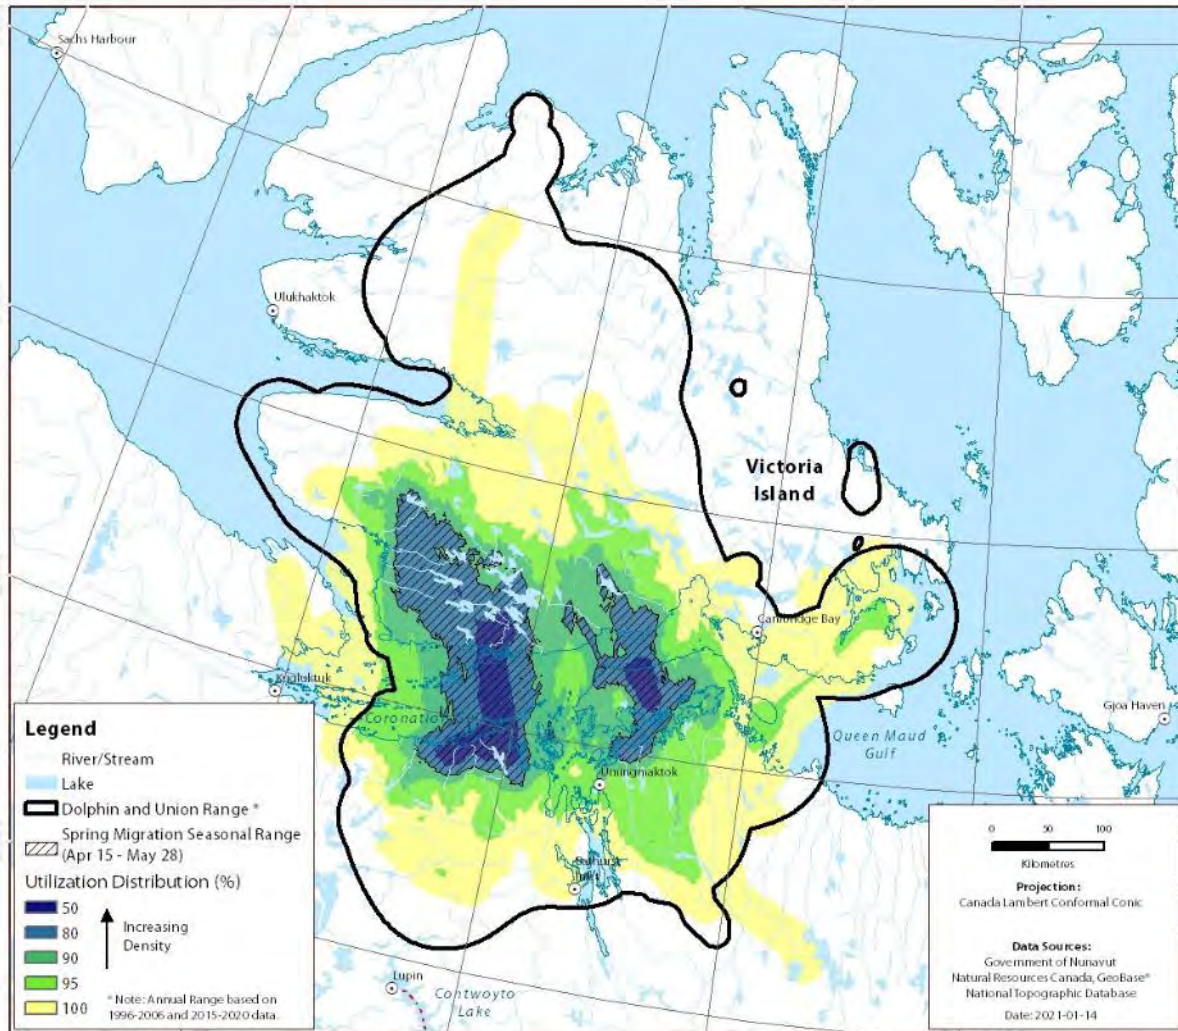 Sachs Harbour
Ulukhaktok
Victoria
Island
Cambridge Bay
Kugluktuk
Gjoa Haven
Queen Maud
Gulf
Umingmaktok
Bathurst
Inlet
Lupin
Contwoyto
Lake
Legend
River/Stream
Lake
Dolphin and Union Range *
Spring Migration Seasonal Range
(Apr 15 - May 28)
Utilization Distribution (%)
50
80
90
95
100
Increasing
Density
* Note: Annual Range based on
1996-2006 and 2015-2020 data.
0 50 100
Kilometres
Projection:
Canada Lambert Conformal Conic
Data Sources:
Government of Nunavut
Natural Resources Canada, GeoBase®
National Topographic Database
Date: 2021-01-14